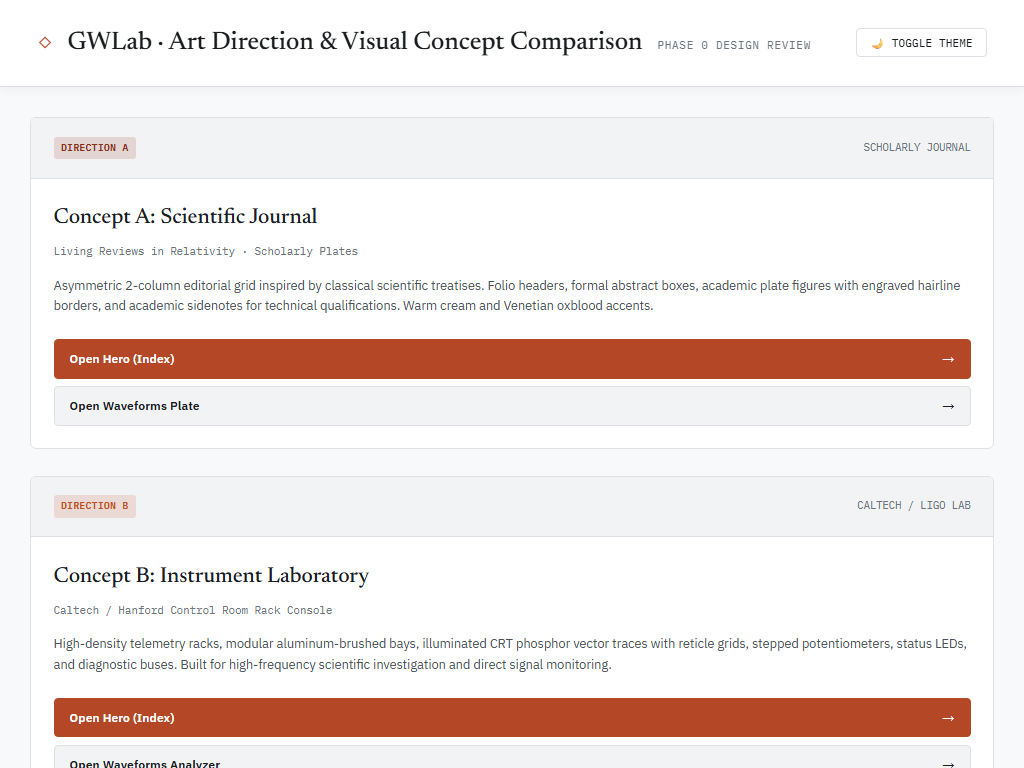 GWLab · Art Direction & Visual Concept Comparison PHASE 0 DESIGN REVIEW
TOGGLE THEME
DIRECTION A
SCHOLARLY JOURNAL
Concept A: Scientific Journal
Living Reviews in Relativity · Scholarly Plates
Asymmetric 2-column editorial grid inspired by classical scientific treatises. Folio headers, formal abstract boxes, academic plate figures with engraved hairline
borders, and academic sidenotes for technical qualifications. Warm cream and Venetian oxblood accents.
Open Hero (Index) →
Open Waveforms Plate →
DIRECTION B
CALTECH / LIGO LAB
Concept B: Instrument Laboratory
Caltech / Hanford Control Room Rack Console
High-density telemetry racks, modular aluminum-brushed bays, illuminated CRT phosphor vector traces with reticle grids, stepped potentiometers, status LEDs,
and diagnostic buses. Built for high-frequency scientific investigation and direct signal monitoring.
Open Hero (Index) →
Open Waveforms Analyzer →